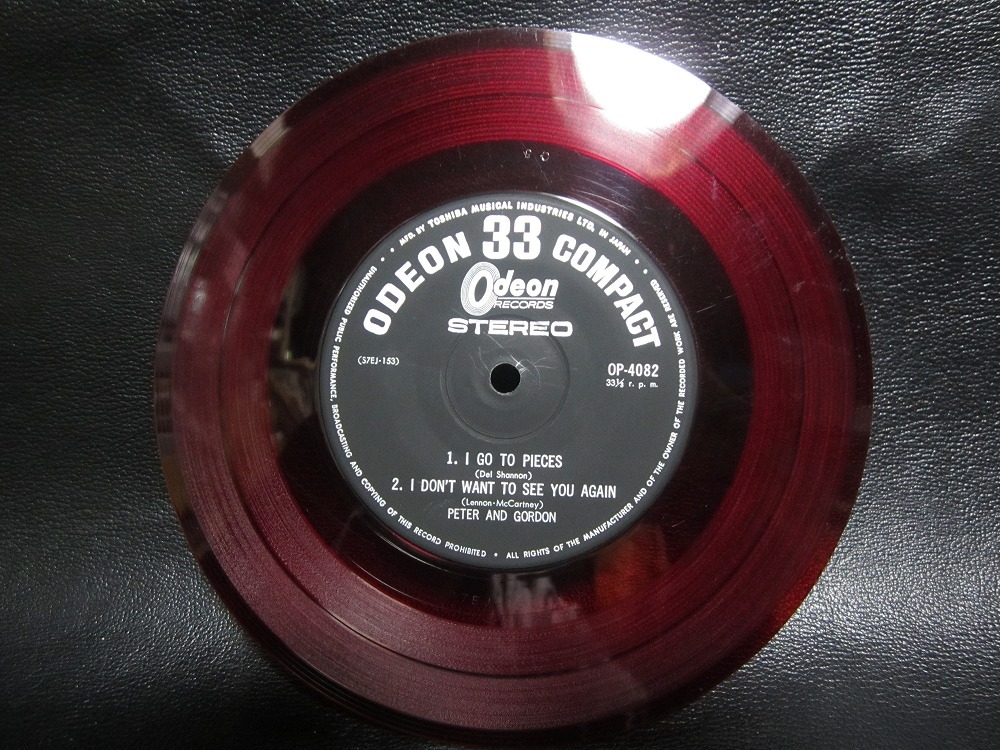 MFD. BY TOSHIBA MUSICAL INDUSTRIES LTD. IN JAPAN
ODEON 33 COMPACT
Odeon
RECORDS
STEREO
(S7EJ-153)
OP-4082
33⅓ r. p. m.
1. I GO TO PIECES
(Del Shannon)
2. I DON'T WANT TO SEE YOU AGAIN
(Lennon-McCartney)
PETER AND GORDON
UNAUTHORIZED PUBLIC PERFORMANCE, BROADCASTING AND COPYING OF THIS RECORD PROHIBITED • ALL RIGHTS OF THE MANUFACTURER AND OF THE OWNER OF THE RECORDED WORK ARE RESERVED